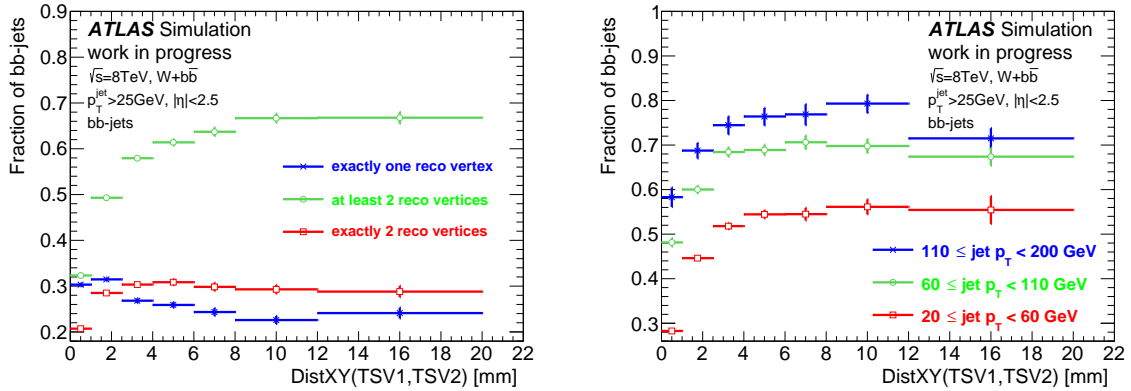 Fraction of bb-jets
0.9
0.8
0.7
0.6
0.5
0.4
0.3
0.2
ATLAS Simulation
work in progress
√s=8TeV, W+bb̅
p_T^jet>25GeV, |η|<2.5
bb-jets
exactly one reco vertex
at least 2 reco vertices
exactly 2 reco vertices
0 2 4 6 8 10 12 14 16 18 20 22
DistXY(TSV1,TSV2) [mm]
Fraction of bb-jets
1
0.9
0.8
0.7
0.6
0.5
0.4
0.3
ATLAS Simulation
work in progress
√s=8TeV, W+bb̅
p_T^jet>25GeV, |η|<2.5
bb-jets
110 ≤ jet p_T < 200 GeV
60 ≤ jet p_T < 110 GeV
20 ≤ jet p_T < 60 GeV
0 2 4 6 8 10 12 14 16 18 20 22
DistXY(TSV1,TSV2) [mm]